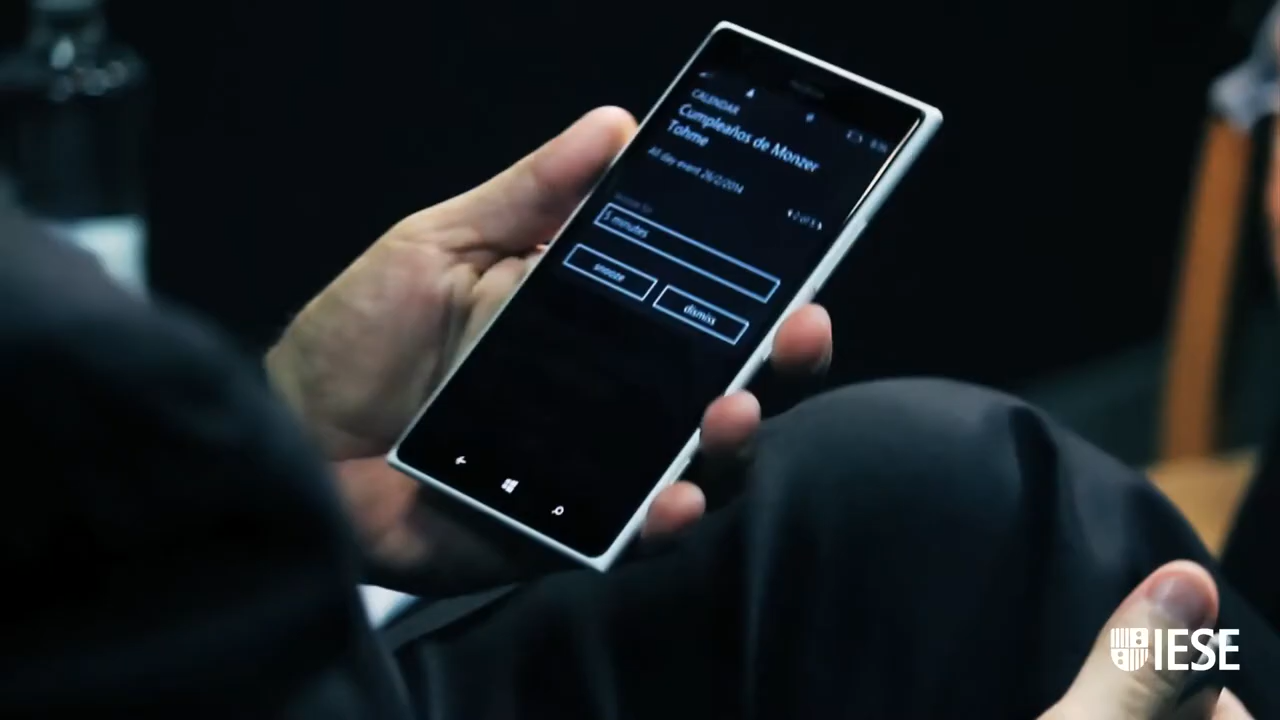 CALENDAR
Cumpleaños de Monzer
Tohme
All day event 26/2/2014
5 minutes
snooze
dismiss
IESE